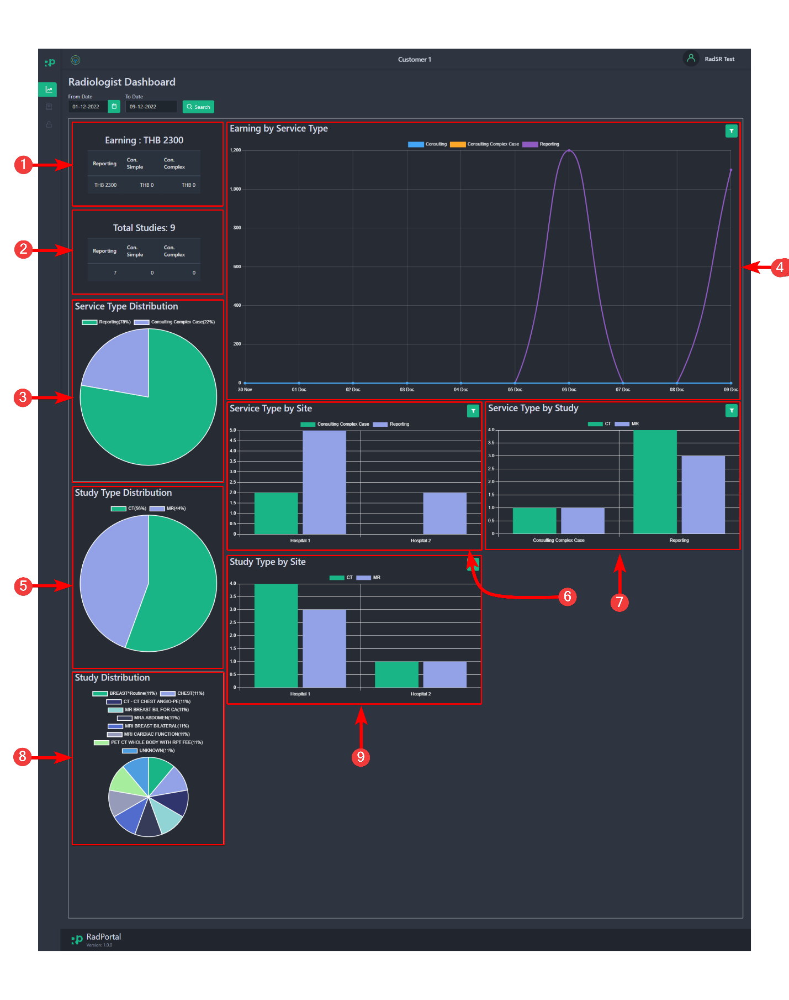 Customer 1
RadSR Test
Radiologist Dashboard
From Date
To Date
01-12-2022
09-12-2022
Search
1
Earning : THB 2300
Reporting
Con. Simple
Con. Complex
THB 2300
THB 0
THB 0
2
Total Studies: 9
Reporting
Con. Simple
Con. Complex
7
0
0
Earning by Service Type
Consulting
Consulting Complex Case
Reporting
1,200
1,000
800
600
400
200
0
30 Nov
01 Dec
02 Dec
03 Dec
04 Dec
05 Dec
06 Dec
07 Dec
08 Dec
09 Dec
4
3
Service Type Distribution
Reporting(78%)
Consulting Complex Case(22%)
Service Type by Site
Consulting Complex Case
Reporting
5.0
4.5
4.0
3.5
3.0
2.5
2.0
1.5
1.0
0.5
0
Hospital 1
Hospital 2
6
Service Type by Study
CT
MR
4.0
3.5
3.0
2.5
2.0
1.5
1.0
0.5
0
Consulting Complex Case
Reporting
7
5
Study Type Distribution
CT(56%)
MR(44%)
Study Type by Site
CT
MR
4.0
3.5
3.0
2.5
2.0
1.5
1.0
0.5
0
Hospital 1
Hospital 2
9
8
Study Distribution
BREAST^Routine(11%)
CHEST(11%)
CT - CT CHEST ANGIO-PE(11%)
MR BREAST BIL FOR CA(11%)
MRA ABDOMEN(11%)
MRI BREAST BILATERAL(11%)
MRI CARDIAC FUNCTION(11%)
PET CT WHOLE BODY WITH RPT FEE(11%)
UNKNOWN(11%)
RadPortal
Version: 1.0.0